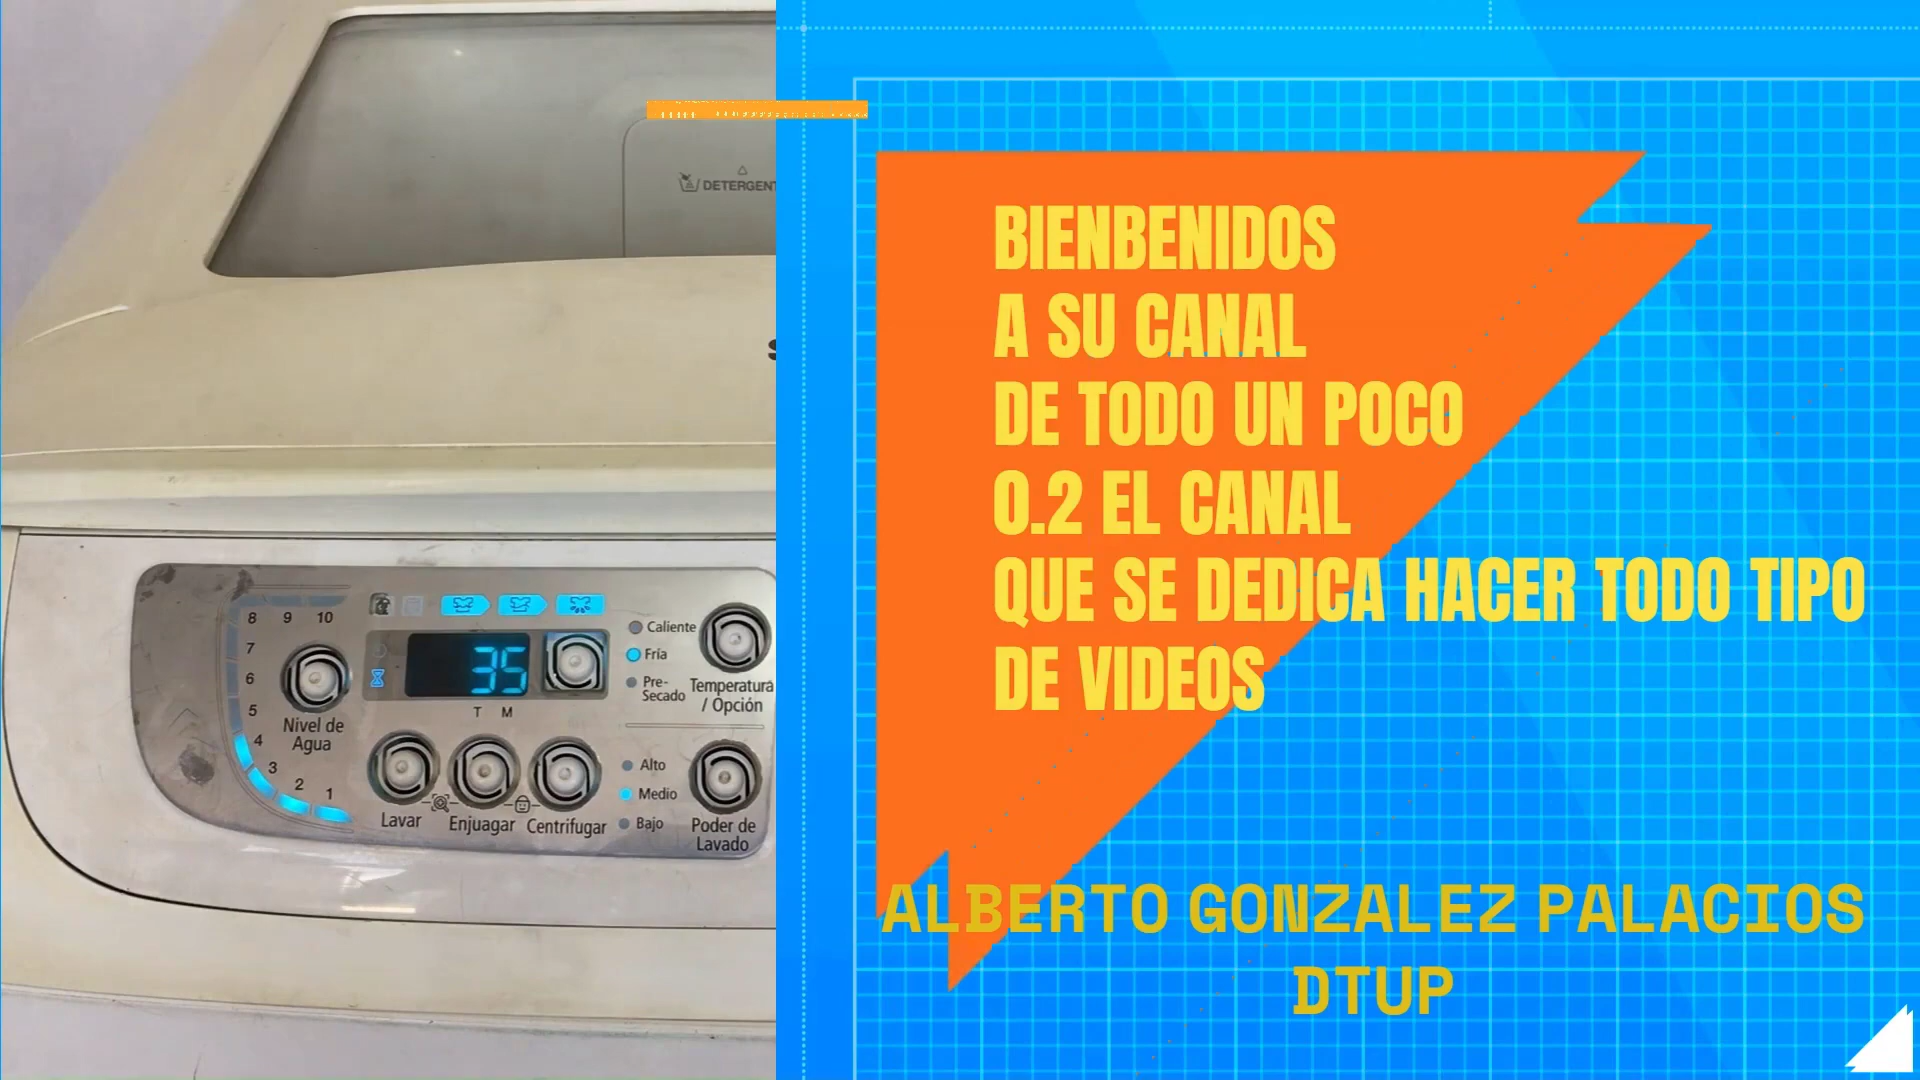 DETERGENT
8 9 10
7
6
5
4
3
2
1
Nivel de
Agua
35
T M
Caliente
Fría
Pre-
Secado
Temperatura
/ Opción
Alto
Medio
Bajo
Lavar
Enjuagar
Centrifugar
Poder de
Lavado
BIENBENIDOS
A SU CANAL
DE TODO UN POCO
0.2 EL CANAL
QUE SE DEDICA HACER TODO TIPO
DE VIDEOS
ALBERTO GONZALEZ PALACIOS
DTUP